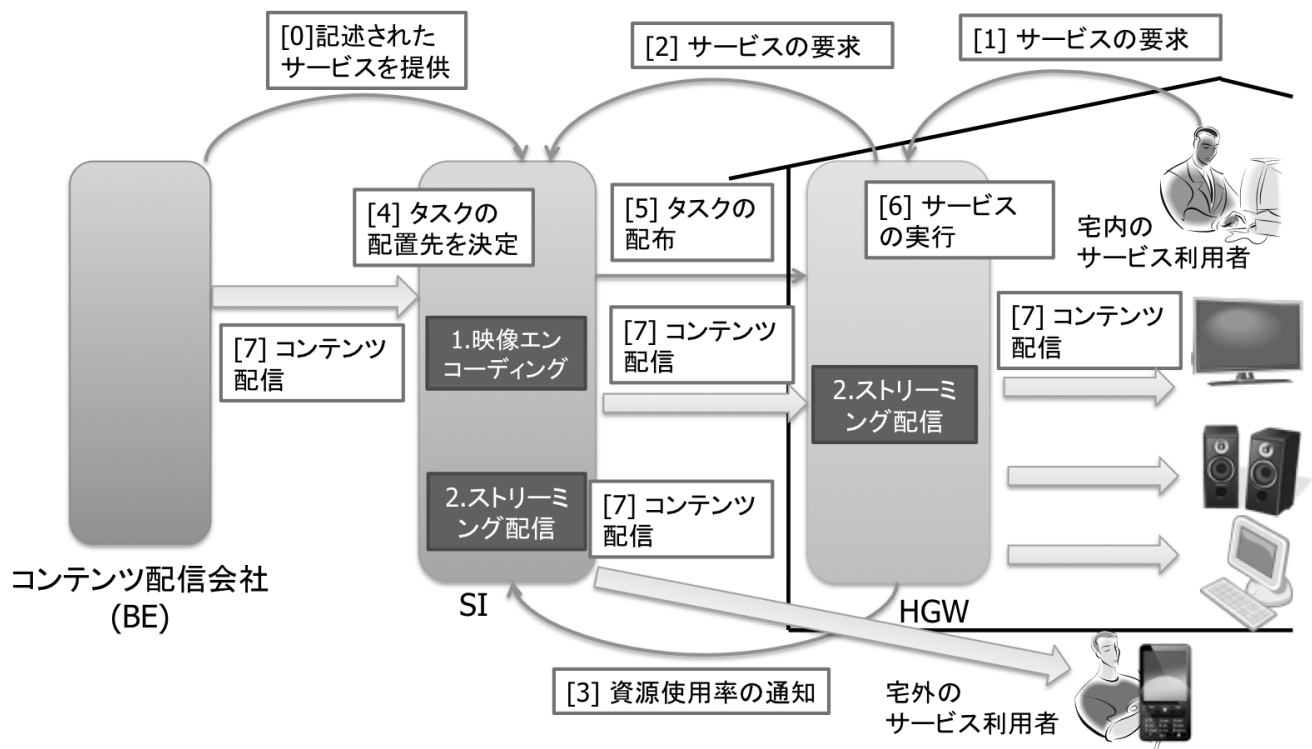 [0]記述された
サービスを提供
[2] サービスの要求
[1] サービスの要求
[4] タスクの
配置先を決定
[5] タスクの
配布
[6] サービス
の実行
宅内の
サービス利用者
[7] コンテンツ
配信
1.映像エン
コーディング
[7] コンテンツ
配信
[7] コンテンツ
配信
2.ストリーミ
ング配信
2.ストリーミ
ング配信
[7] コンテンツ
配信
コンテンツ配信会社
(BE)
SI
HGW
[3] 資源使用率の通知
宅外の
サービス利用者